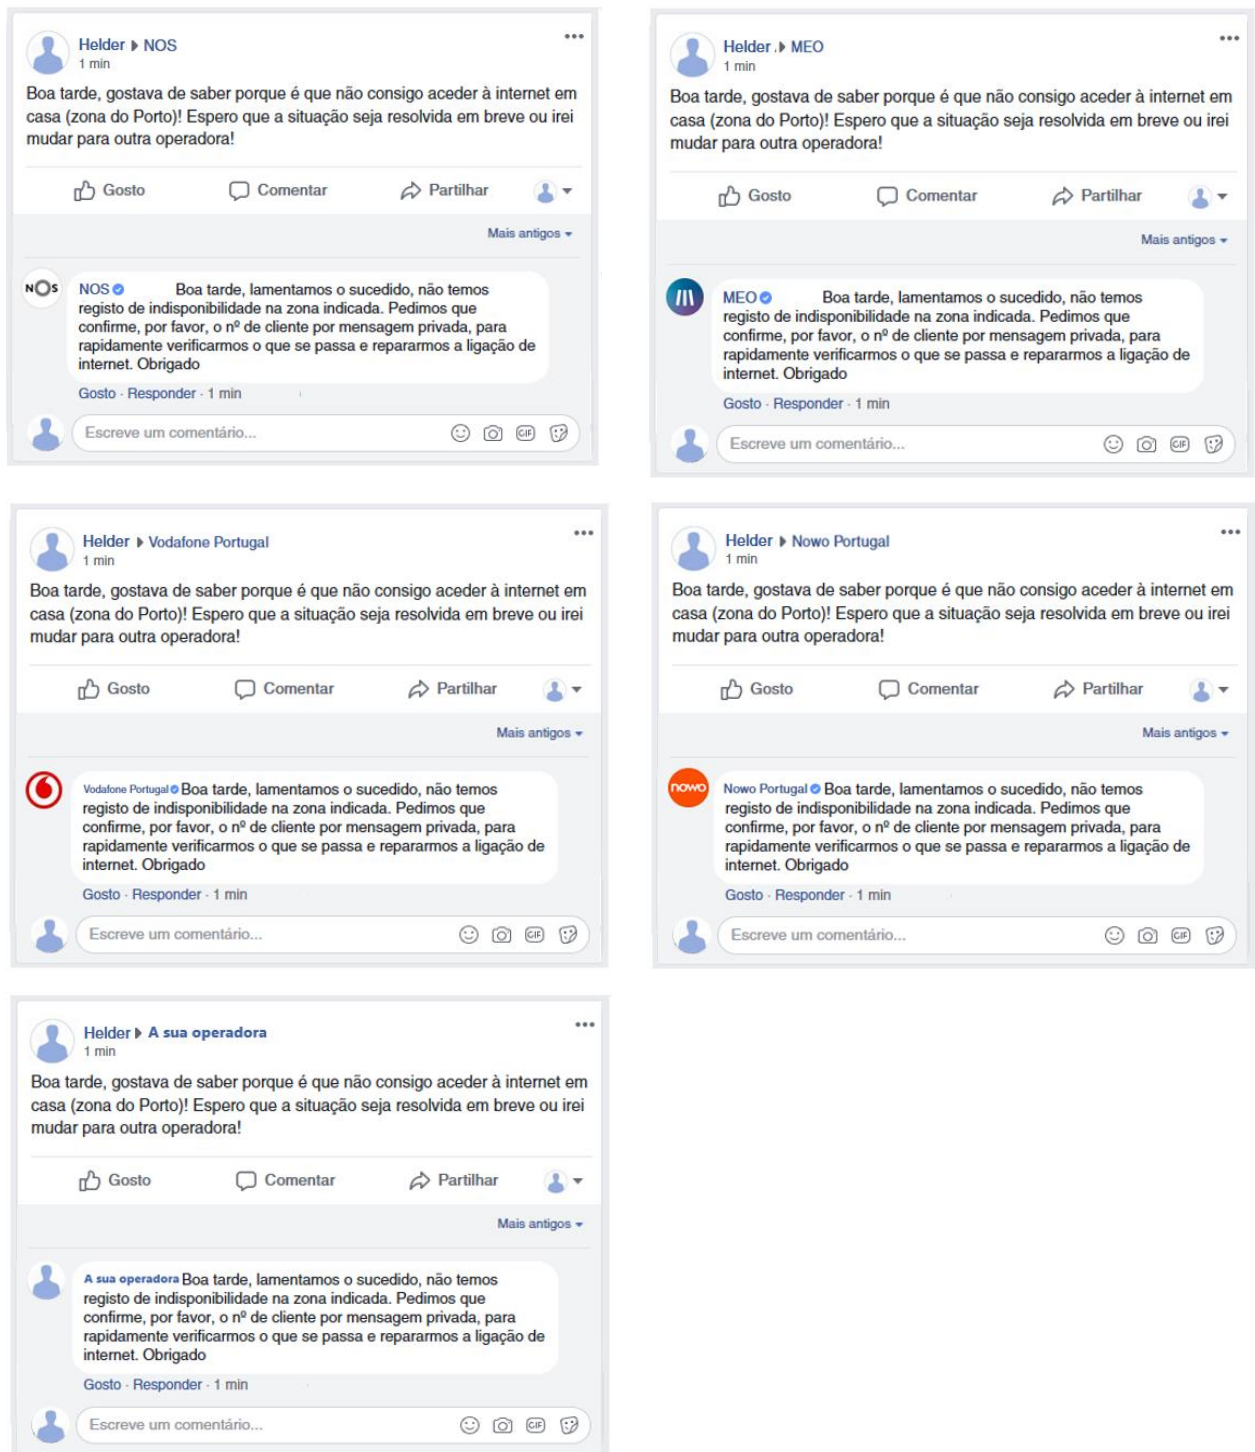 Helder ▸ NOS
1 min
Boa tarde, gostava de saber porque é que não consigo aceder à internet em
casa (zona do Porto)! Espero que a situação seja resolvida em breve ou irei
mudar para outra operadora!
Gosto Comentar Partilhar
Mais antigos
NOS
NOS Boa tarde, lamentamos o sucedido, não temos
registo de indisponibilidade na zona indicada. Pedimos que
confirme, por favor, o nº de cliente por mensagem privada, para
rapidamente verificarmos o que se passa e repararmos a ligação de
internet. Obrigado
Gosto · Responder · 1 min
Escreve um comentário...
GIF
Helder ▸ MEO
1 min
Boa tarde, gostava de saber porque é que não consigo aceder à internet em
casa (zona do Porto)! Espero que a situação seja resolvida em breve ou irei
mudar para outra operadora!
Gosto Comentar Partilhar
Mais antigos
MEO Boa tarde, lamentamos o sucedido, não temos
registo de indisponibilidade na zona indicada. Pedimos que
confirme, por favor, o nº de cliente por mensagem privada, para
rapidamente verificarmos o que se passa e repararmos a ligação de
internet. Obrigado
Gosto · Responder · 1 min
Escreve um comentário...
GIF
Helder ▸ Vodafone Portugal
1 min
Boa tarde, gostava de saber porque é que não consigo aceder à internet em
casa (zona do Porto)! Espero que a situação seja resolvida em breve ou irei
mudar para outra operadora!
Gosto Comentar Partilhar
Mais antigos
Vodafone Portugal Boa tarde, lamentamos o sucedido, não temos
registo de indisponibilidade na zona indicada. Pedimos que
confirme, por favor, o nº de cliente por mensagem privada, para
rapidamente verificarmos o que se passa e repararmos a ligação de
internet. Obrigado
Gosto · Responder · 1 min
Escreve um comentário...
GIF
Helder ▸ Nowo Portugal
1 min
Boa tarde, gostava de saber porque é que não consigo aceder à internet em
casa (zona do Porto)! Espero que a situação seja resolvida em breve ou irei
mudar para outra operadora!
Gosto Comentar Partilhar
Mais antigos
nowo
Nowo Portugal Boa tarde, lamentamos o sucedido, não temos
registo de indisponibilidade na zona indicada. Pedimos que
confirme, por favor, o nº de cliente por mensagem privada, para
rapidamente verificarmos o que se passa e repararmos a ligação de
internet. Obrigado
Gosto · Responder · 1 min
Escreve um comentário...
GIF
Helder ▸ A sua operadora
1 min
Boa tarde, gostava de saber porque é que não consigo aceder à internet em
casa (zona do Porto)! Espero que a situação seja resolvida em breve ou irei
mudar para outra operadora!
Gosto Comentar Partilhar
Mais antigos
A sua operadora Boa tarde, lamentamos o sucedido, não temos
registo de indisponibilidade na zona indicada. Pedimos que
confirme, por favor, o nº de cliente por mensagem privada, para
rapidamente verificarmos o que se passa e repararmos a ligação de
internet. Obrigado
Gosto · Responder · 1 min
Escreve um comentário...
GIF